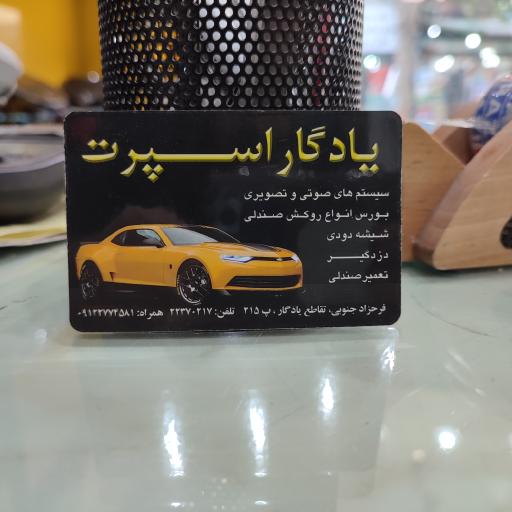 یادگار اسپرت
سیستم های صوتی و تصویری
بورس انواع روکش صندلی
شیشه دودی
دزدگیر
تعمیر صندلی
فرحزاد جنوبی، تقاطع یادگار، پ ۲۱۵ تلفن: ۲۲۳۷۰۲۱۷ همراه: ۰۹۱۲۲۷۷۲۵۸۱